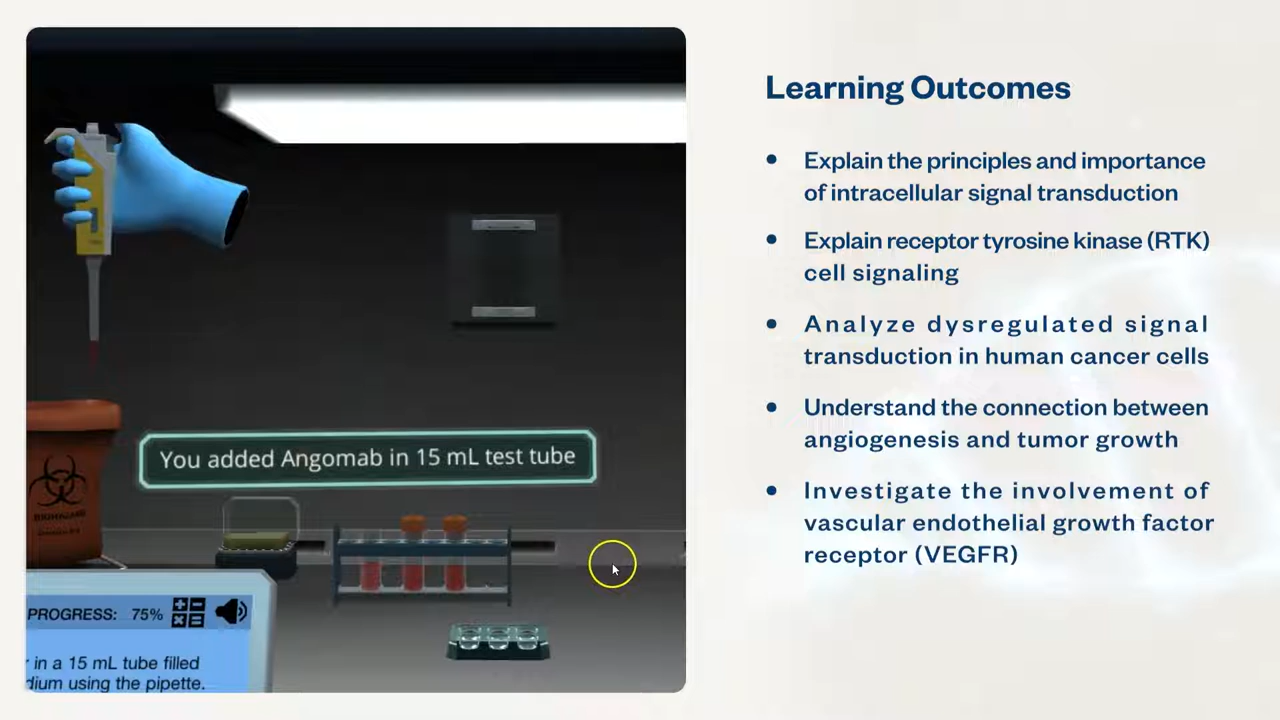 Learning Outcomes
• Explain the principles and importance
of intracellular signal transduction
• Explain receptor tyrosine kinase (RTK)
cell signaling
• Analyze dysregulated signal
transduction in human cancer cells
• Understand the connection between
angiogenesis and tumor growth
• Investigate the involvement of
vascular endothelial growth factor
receptor (VEGFR)
You added Angomab in 15 mL test tube
BIOHAZARD
PROGRESS: 75%
in a 15 mL tube filled
dium using the pipette.